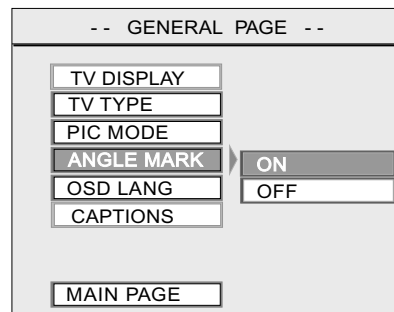 -- GENERAL PAGE --
TV DISPLAY
TV TYPE
PIC MODE
ANGLE MARK
ON
OSD LANG
OFF
CAPTIONS
MAIN PAGE